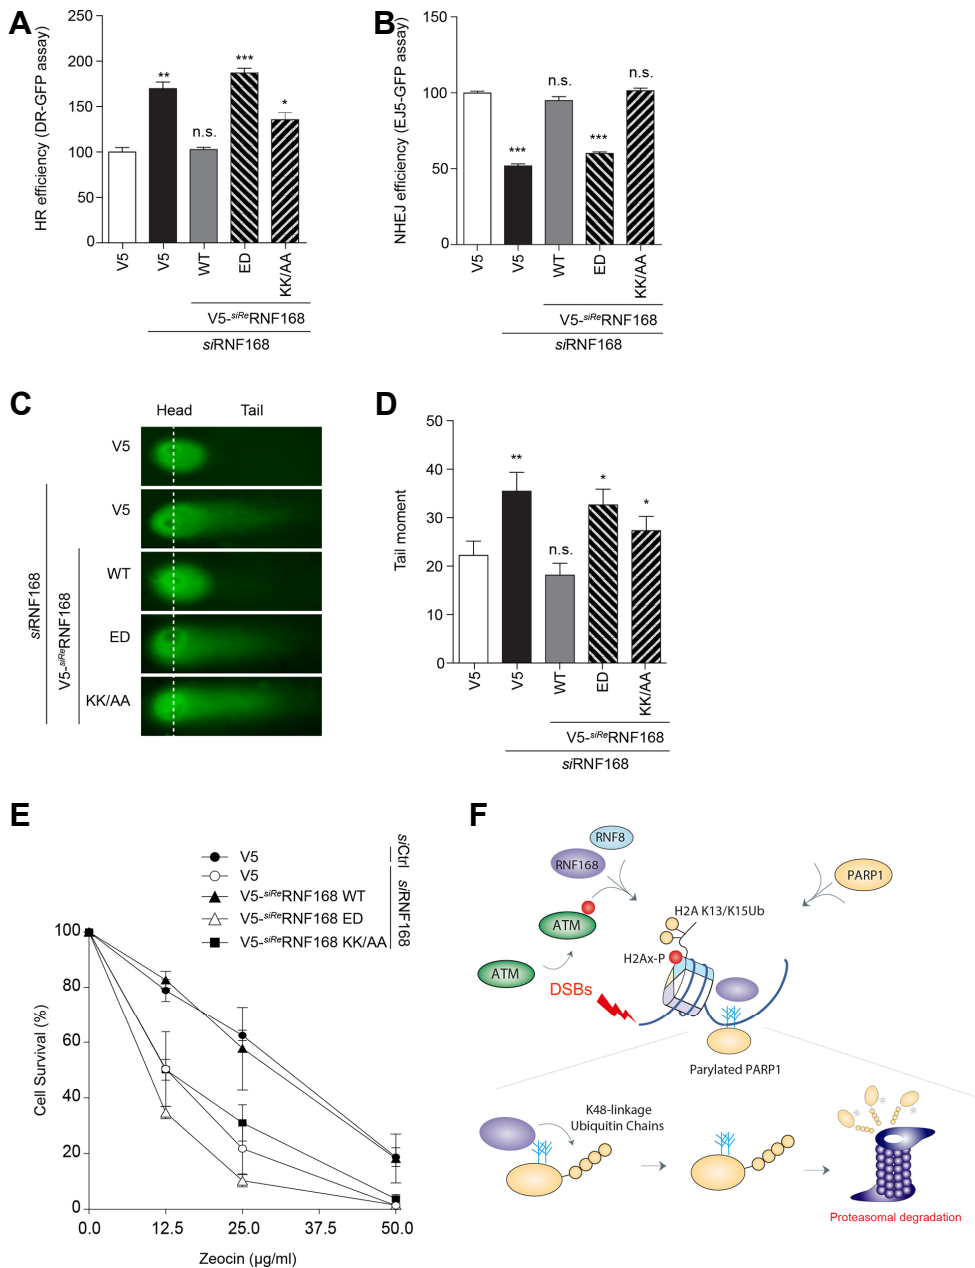 A
HR efficiency (DR-GFP assay)
250
200
150
100
50
0
**
n.s.
***
*
V5
V5
WT
ED
KK/AA
V5-siReRNF168
siRNF168
B
NHEJ efficiency (EJ5-GFP assay)
150
100
50
0
***
n.s.
***
n.s.
V5
V5
WT
ED
KK/AA
V5-siReRNF168
siRNF168
C
Head Tail
V5
V5
WT
ED
KK/AA
siRNF168
V5-siReRNF168
D
Tail moment
50
40
30
20
10
0
**
n.s.
*
*
V5
V5
WT
ED
KK/AA
V5-siReRNF168
siRNF168
E
V5
V5
V5-siReRNF168 WT
V5-siReRNF168 ED
V5-siReRNF168 KK/AA
siCtrl
siRNF168
Cell Survival (%)
100
80
60
40
20
0
0.0 12.5 25.0 37.5 50.0
Zeocin (µg/ml)
F
RNF8
RNF168
PARP1
ATM
H2A K13/K15Ub
H2Ax-P
ATM
DSBs
Parylated PARP1
K48-linkage
Ubiquitin Chains
Proteasomal degradation